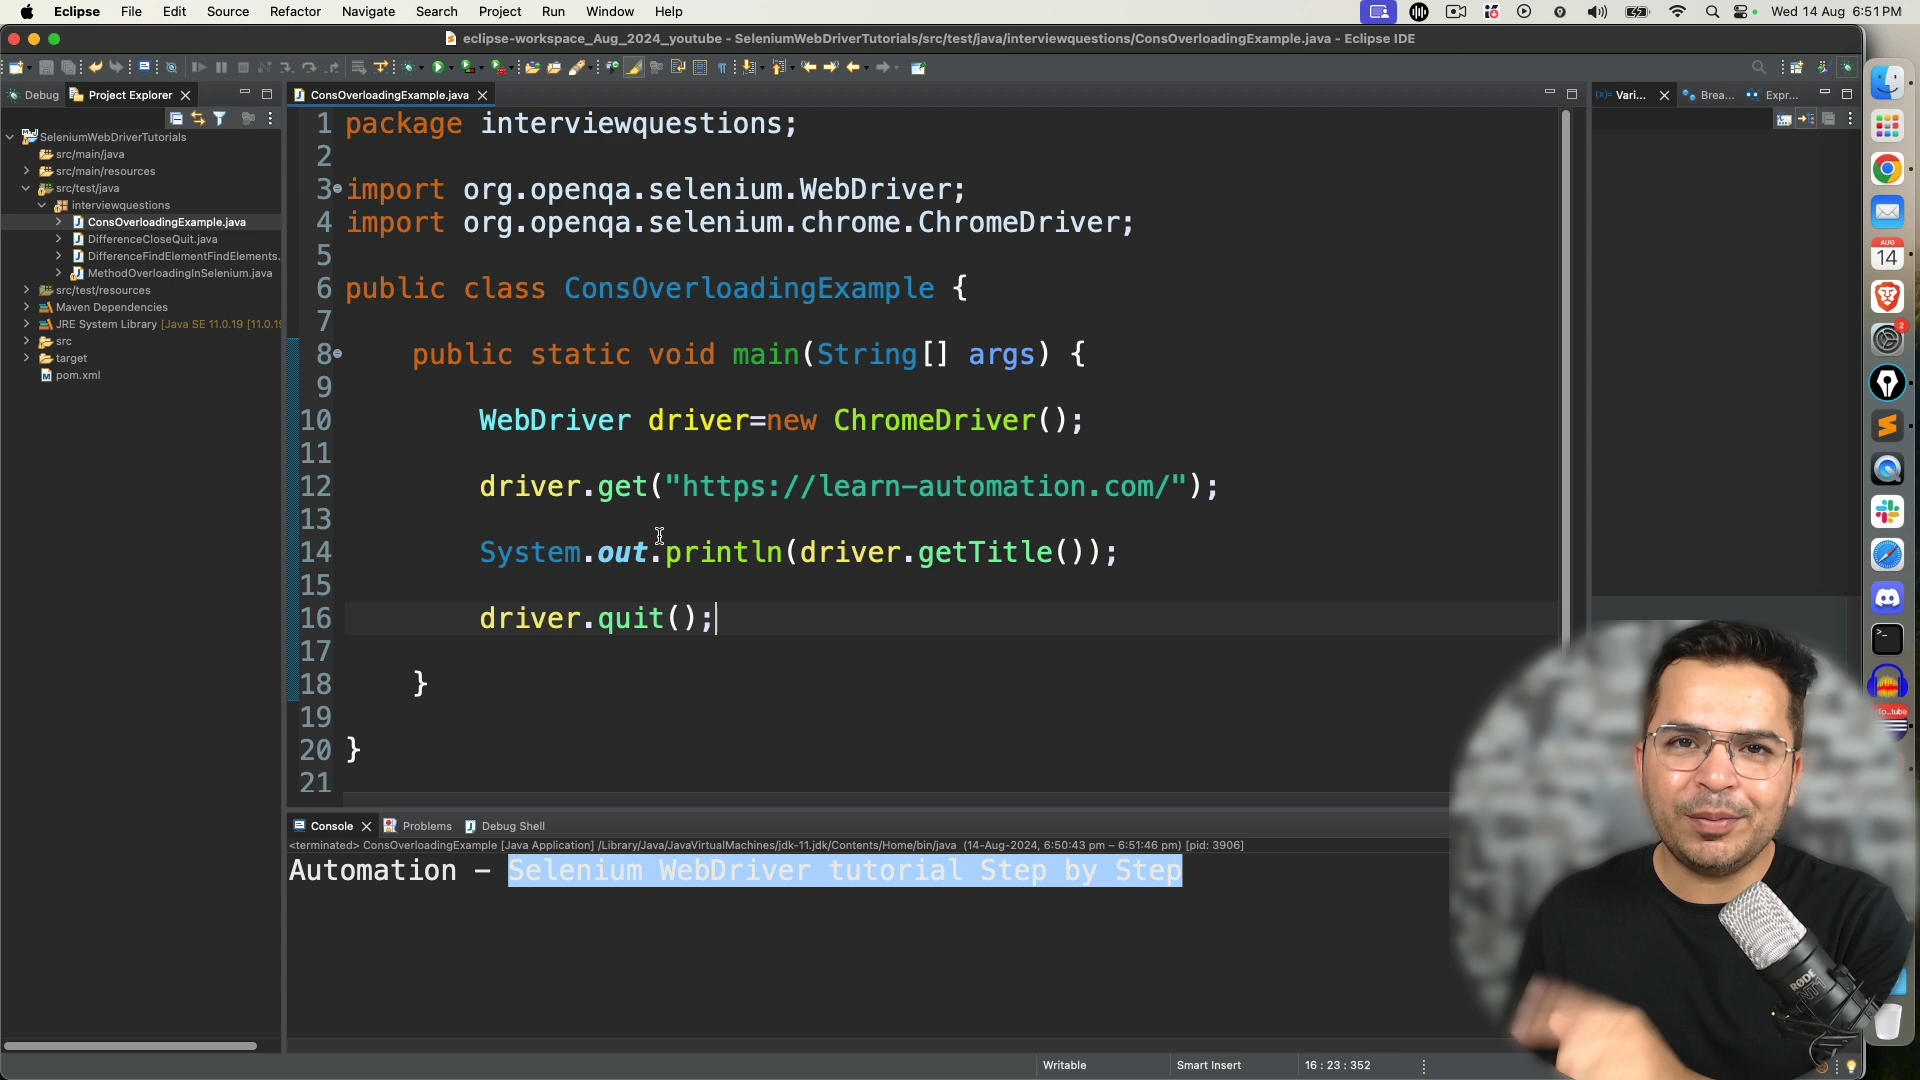 Eclipse File Edit Source Refactor Navigate Search Project Run Window Help
Wed 14 Aug 6:51 PM
eclipse-workspace_Aug_2024_youtube - SeleniumWebDriverTutorials/src/test/java/interviewquestions/ConsOverloadingExample.java - Eclipse IDE
Debug Project Explorer
SeleniumWebDriverTutorials
src/main/java
src/main/resources
src/test/java
interviewquestions
ConsOverloadingExample.java
DifferenceCloseQuit.java
DifferenceFindElementFindElements.
MethodOverloadingInSelenium.java
src/test/resources
Maven Dependencies
JRE System Library [Java SE 11.0.19 [11.0.19
src
target
pom.xml
ConsOverloadingExample.java
1 package interviewquestions;
2
3 import org.openqa.selenium.WebDriver;
4 import org.openqa.selenium.chrome.ChromeDriver;
5
6 public class ConsOverloadingExample {
7
8 public static void main(String[] args) {
9
10 WebDriver driver=new ChromeDriver();
11
12 driver.get("https://learn-automation.com/");
13
14 System.out.println(driver.getTitle());
15
16 driver.quit();
17
18 }
19
20 }
21
Vari... Brea... Expr...
Console Problems Debug Shell
<terminated> ConsOverloadingExample [Java Application] /Library/Java/JavaVirtualMachines/jdk-11.jdk/Contents/Home/bin/java (14-Aug-2024, 6:50:43 pm – 6:51:46 pm) [pid: 3906]
Automation – Selenium WebDriver tutorial Step by Step
Writable Smart Insert 16 : 23 : 352
AUG
14
2
RØDE
NT1